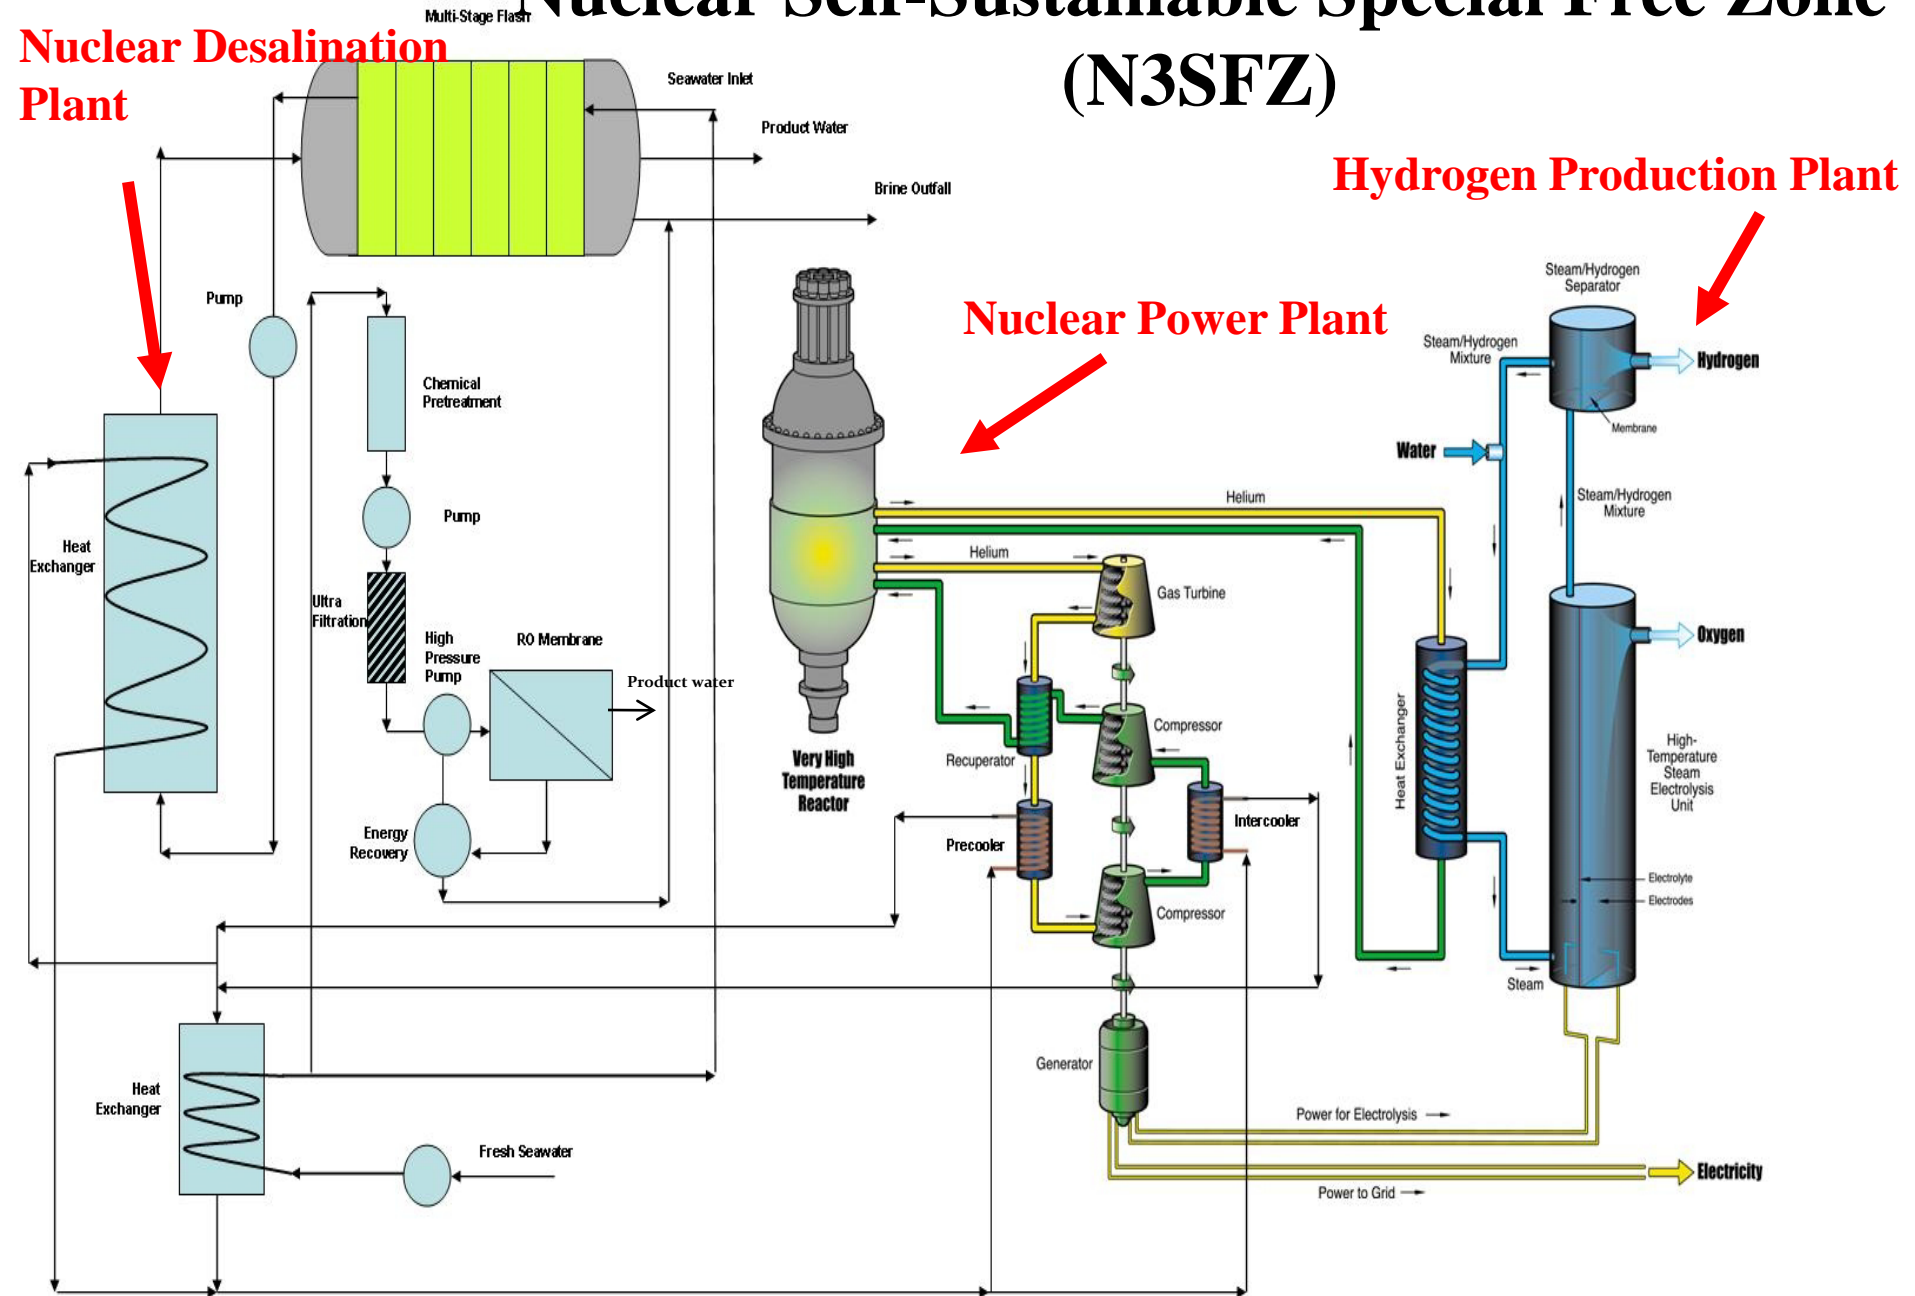 Nuclear Self-Sustainable Special Free Zone
(N3SFZ)
Multi-Stage Flash
Nuclear Desalination
Plant
Seawater Inlet
Product Water
Brine Outfall
Hydrogen Production Plant
Nuclear Power Plant
Pump
Chemical
Pretreatment
Pump
Heat
Exchanger
Ultra
Filtration
High
Pressure
Pump
RO Membrane
Product water
Energy
Recovery
Heat
Exchanger
Fresh Seawater
Very High
Temperature
Reactor
Helium
Helium
Gas Turbine
Compressor
Recuperator
Precooler
Intercooler
Compressor
Generator
Power for Electrolysis
Power to Grid
Electricity
Steam/Hydrogen
Separator
Steam/Hydrogen
Mixture
Hydrogen
Membrane
Water
Steam/Hydrogen
Mixture
Oxygen
Heat Exchanger
High-
Temperature
Steam
Electrolysis
Unit
Electrolyte
Electrodes
Steam